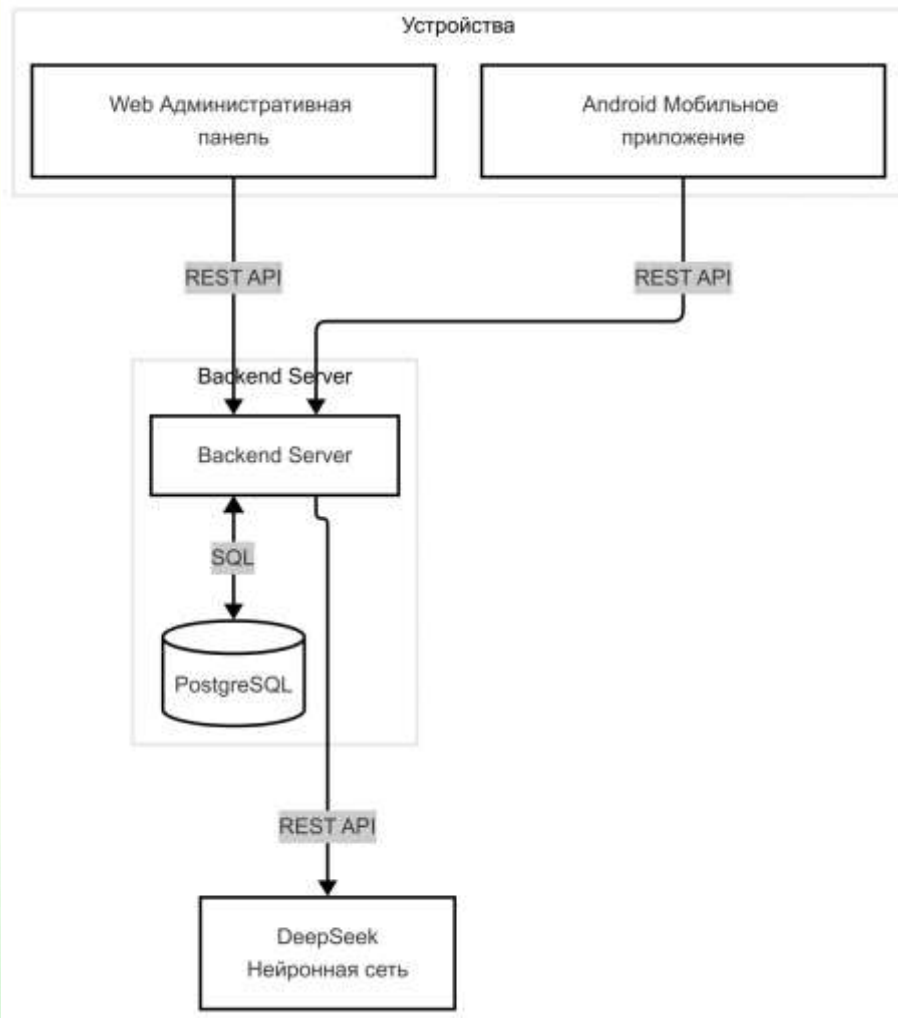 Устройства
Web Административная
панель
Android Мобильное
приложение
REST API
REST API
Backend Server
Backend Server
SQL
PostgreSQL
REST API
DeepSeek
Нейронная сеть